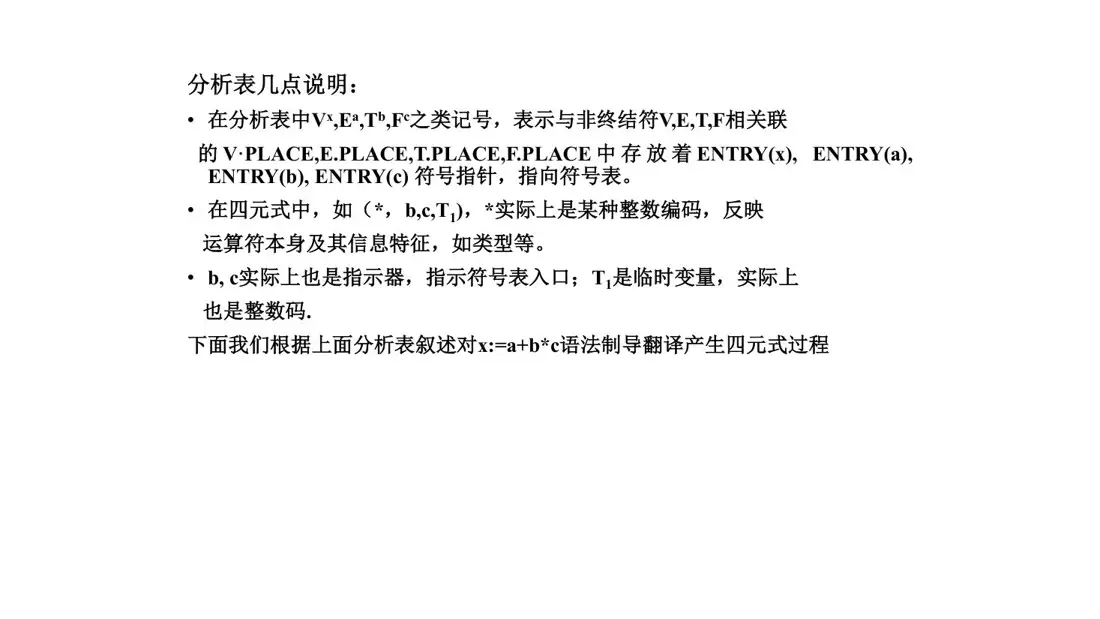 分析表几点说明：
• 在分析表中Vˣ,Eᵃ,Tᵇ,Fᶜ之类记号，表示与非终结符V,E,T,F相关联
的 V·PLACE,E.PLACE,T.PLACE,F.PLACE 中 存 放 着 ENTRY(x), ENTRY(a),
ENTRY(b), ENTRY(c) 符号指针，指向符号表。
• 在四元式中，如（*，b,c,T₁)，*实际上是某种整数编码，反映
运算符本身及其信息特征，如类型等。
• b, c实际上也是指示器，指示符号表入口；T₁是临时变量，实际上
也是整数码.
下面我们根据上面分析表叙述对x:=a+b*c语法制导翻译产生四元式过程